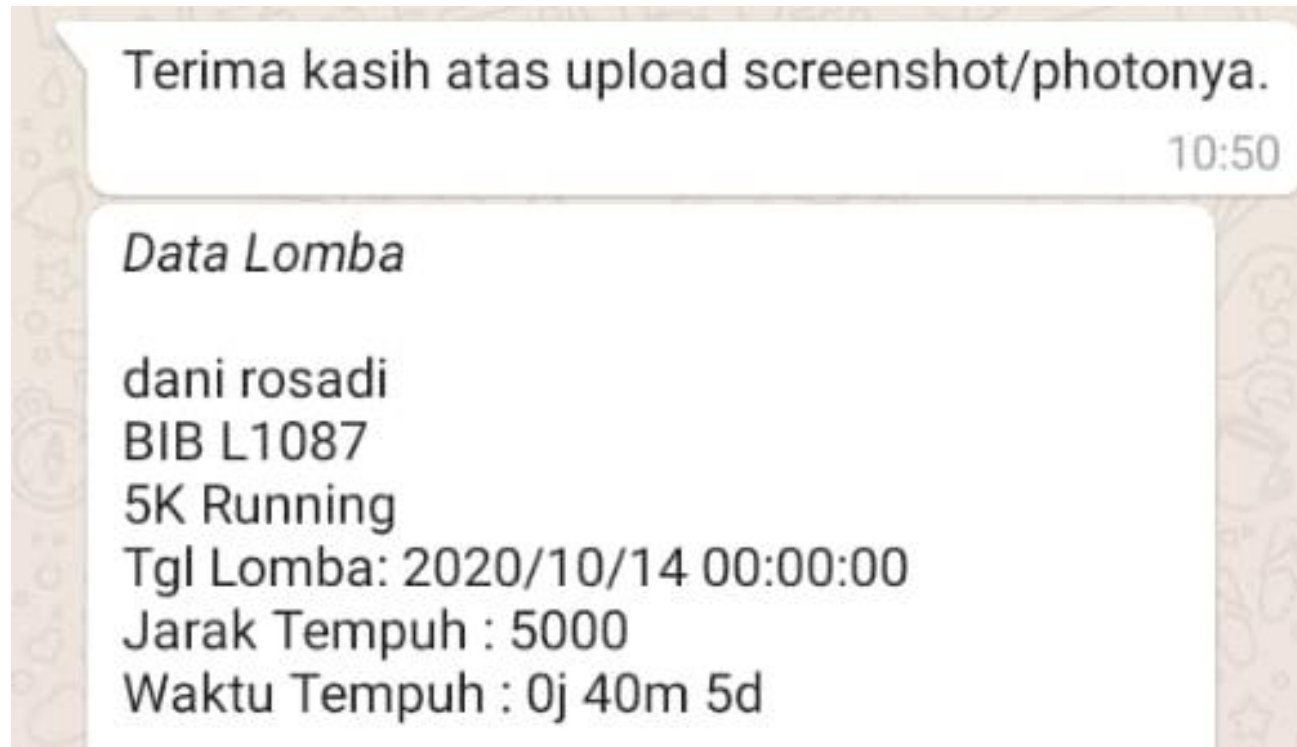 Terima kasih atas upload screenshot/photonya.
10:50
Data Lomba
dani rosadi
BIB L1087
5K Running
Tgl Lomba: 2020/10/14 00:00:00
Jarak Tempuh : 5000
Waktu Tempuh : 0j 40m 5d